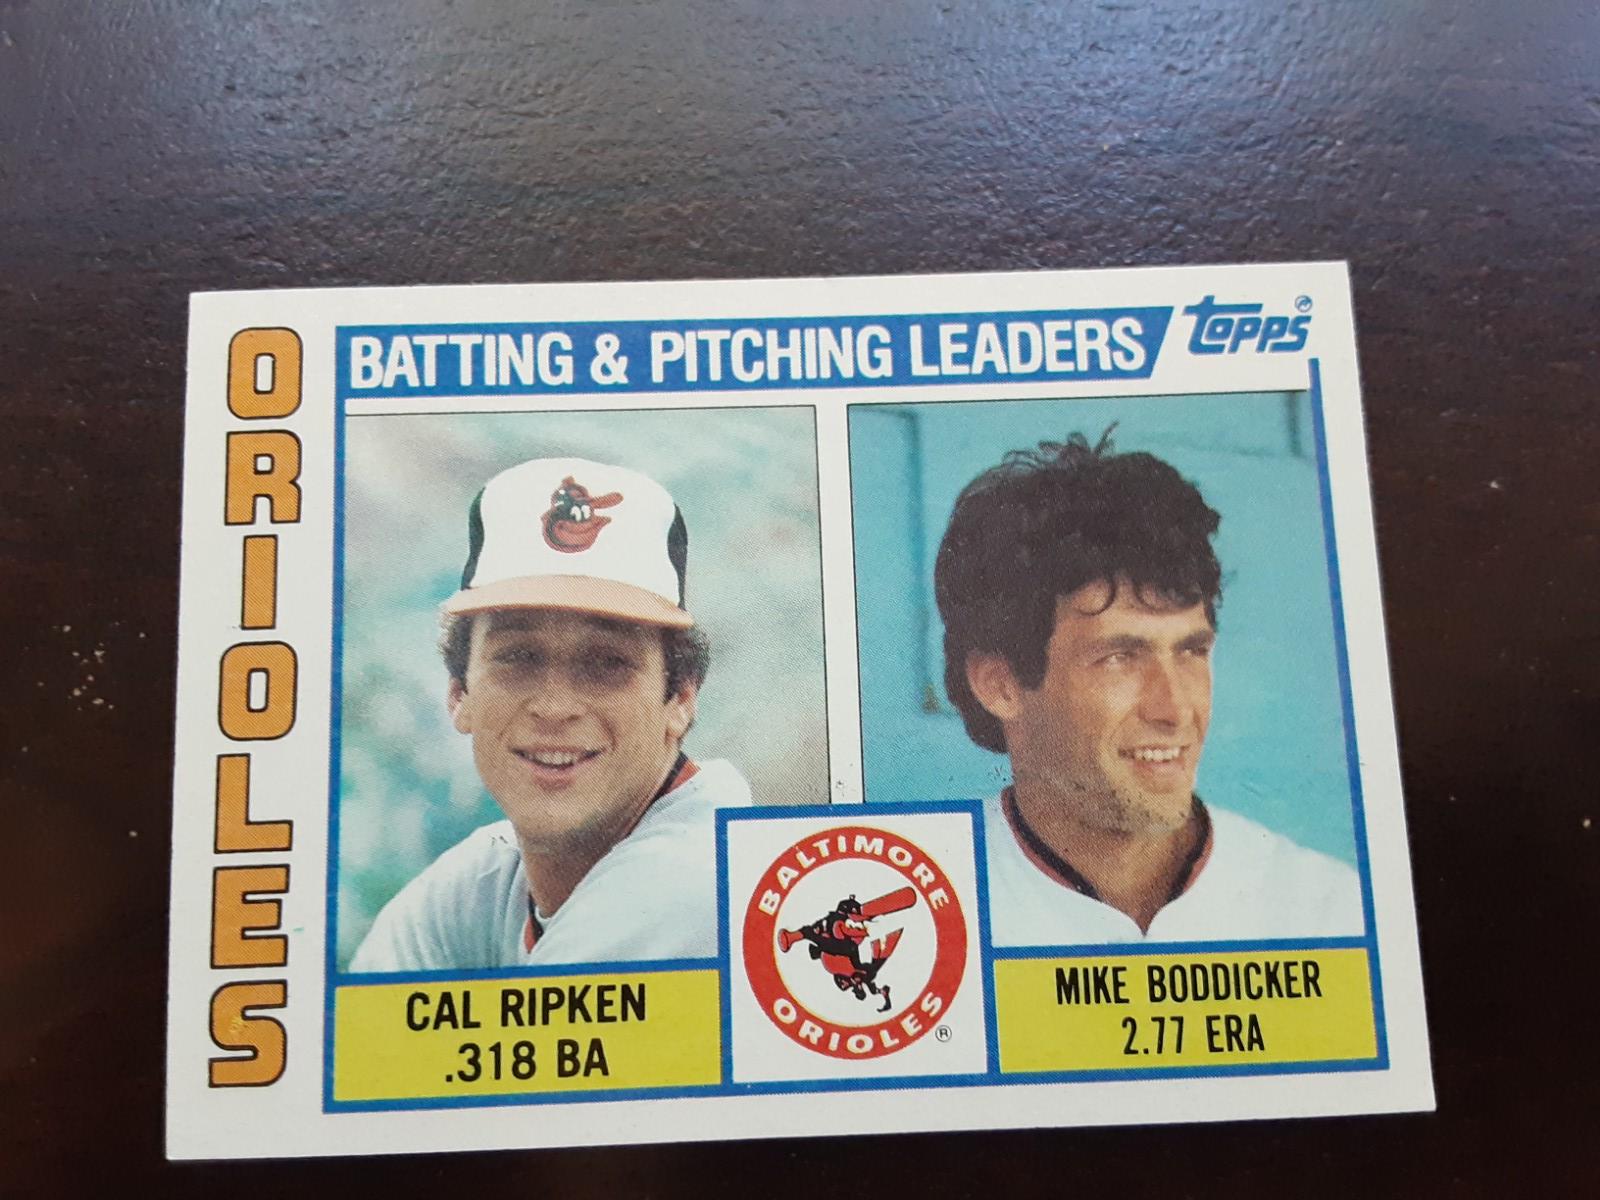 ORIOLES
BATTING & PITCHING LEADERS
topps ®
CAL RIPKEN
.318 BA
BALTIMORE
ORIOLES ®
MIKE BODDICKER
2.77 ERA